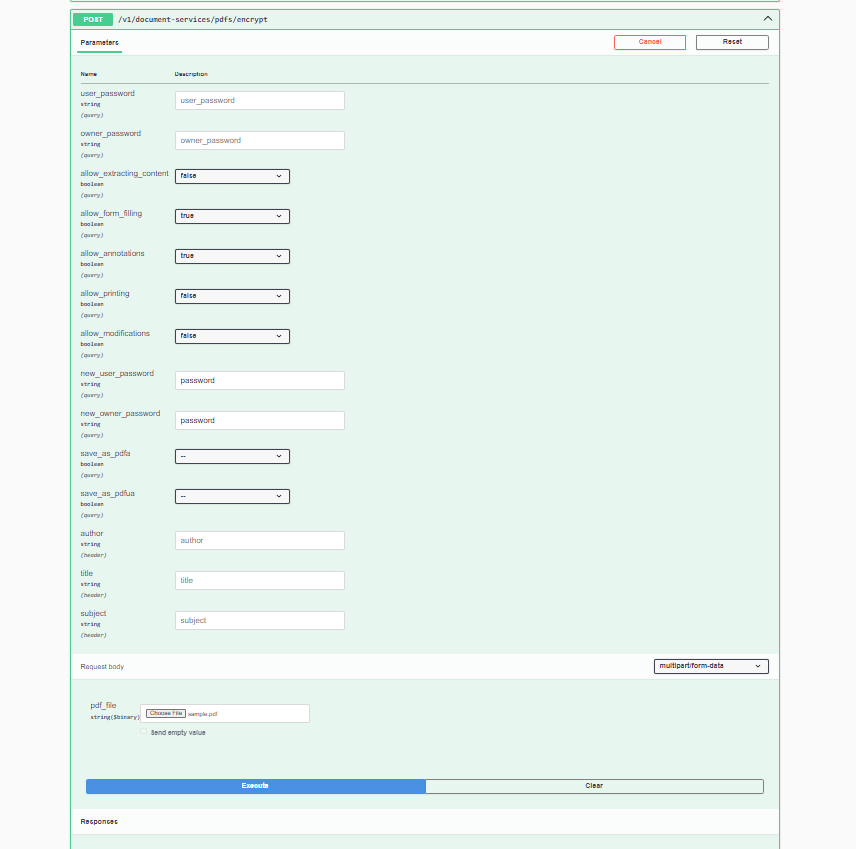 POST /v1/document-services/pdfs/encrypt
Parameters
Cancel
Reset
Name Description
user_password
string
(query)
user_password
owner_password
string
(query)
owner_password
allow_extracting_content
boolean
(query)
false
allow_form_filling
boolean
(query)
true
allow_annotations
boolean
(query)
true
allow_printing
boolean
(query)
false
allow_modifications
boolean
(query)
false
new_user_password
string
(query)
password
new_owner_password
string
(query)
password
save_as_pdfa
boolean
(query)
--
save_as_pdfua
boolean
(query)
--
author
string
(header)
author
title
string
(header)
title
subject
string
(header)
subject
Request body
multipart/form-data
pdf_file
string($binary)
Choose File sample.pdf
Send empty value
Execute
Clear
Responses